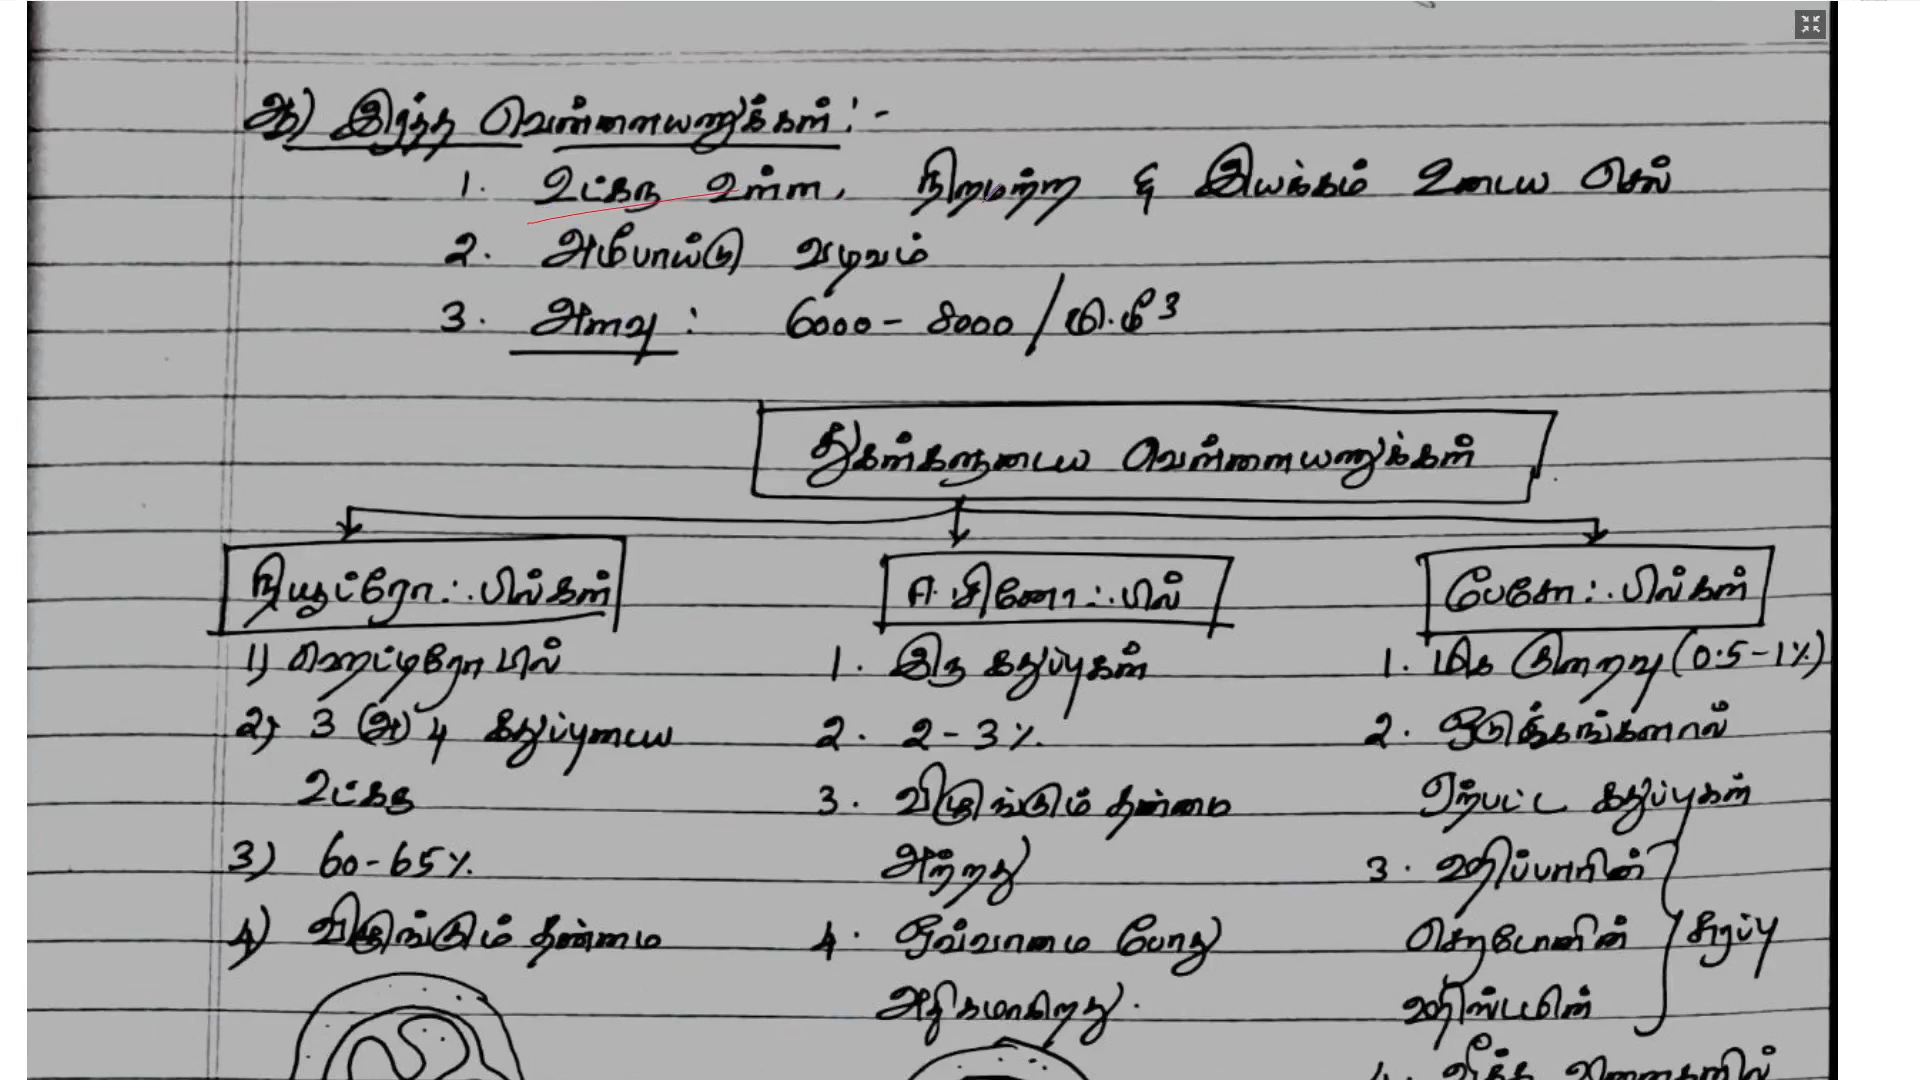 ஆ) இரத்த வெள்ளையணுக்கள் :-
1. உட்கரு உள்ள, நிறமற்ற & இயக்கம் உடைய செல்
2. அமீபாய்டு வடிவம்
3. அளவு : 6000 - 8000 / மி.மீ³
துகள்களுடைய வெள்ளையணுக்கள்
நியூட்ரோஃபில்கள்
1) ஹெட்டிரோபில்
2) 3 (அ) 4 கதுப்புடைய
உட்கரு
3) 60-65%
4) விழுங்கும் தன்மை
ஈசினோஃபில்
1. இரு கதுப்புகள்
2. 2 - 3%
3. விழுங்கும் தன்மை
அற்றது
4. ஒவ்வாமை போது
அதிகமாகிறது.
பேசோஃபில்கள்
1. மிக குறைவு (0.5-1%)
2. ஒடுக்கங்களால்
ஏற்பட்ட கதுப்புகள்
3. ஹிப்பாரின்
செரடோனின்
ஹிஸ்டமின்
சுரப்பு